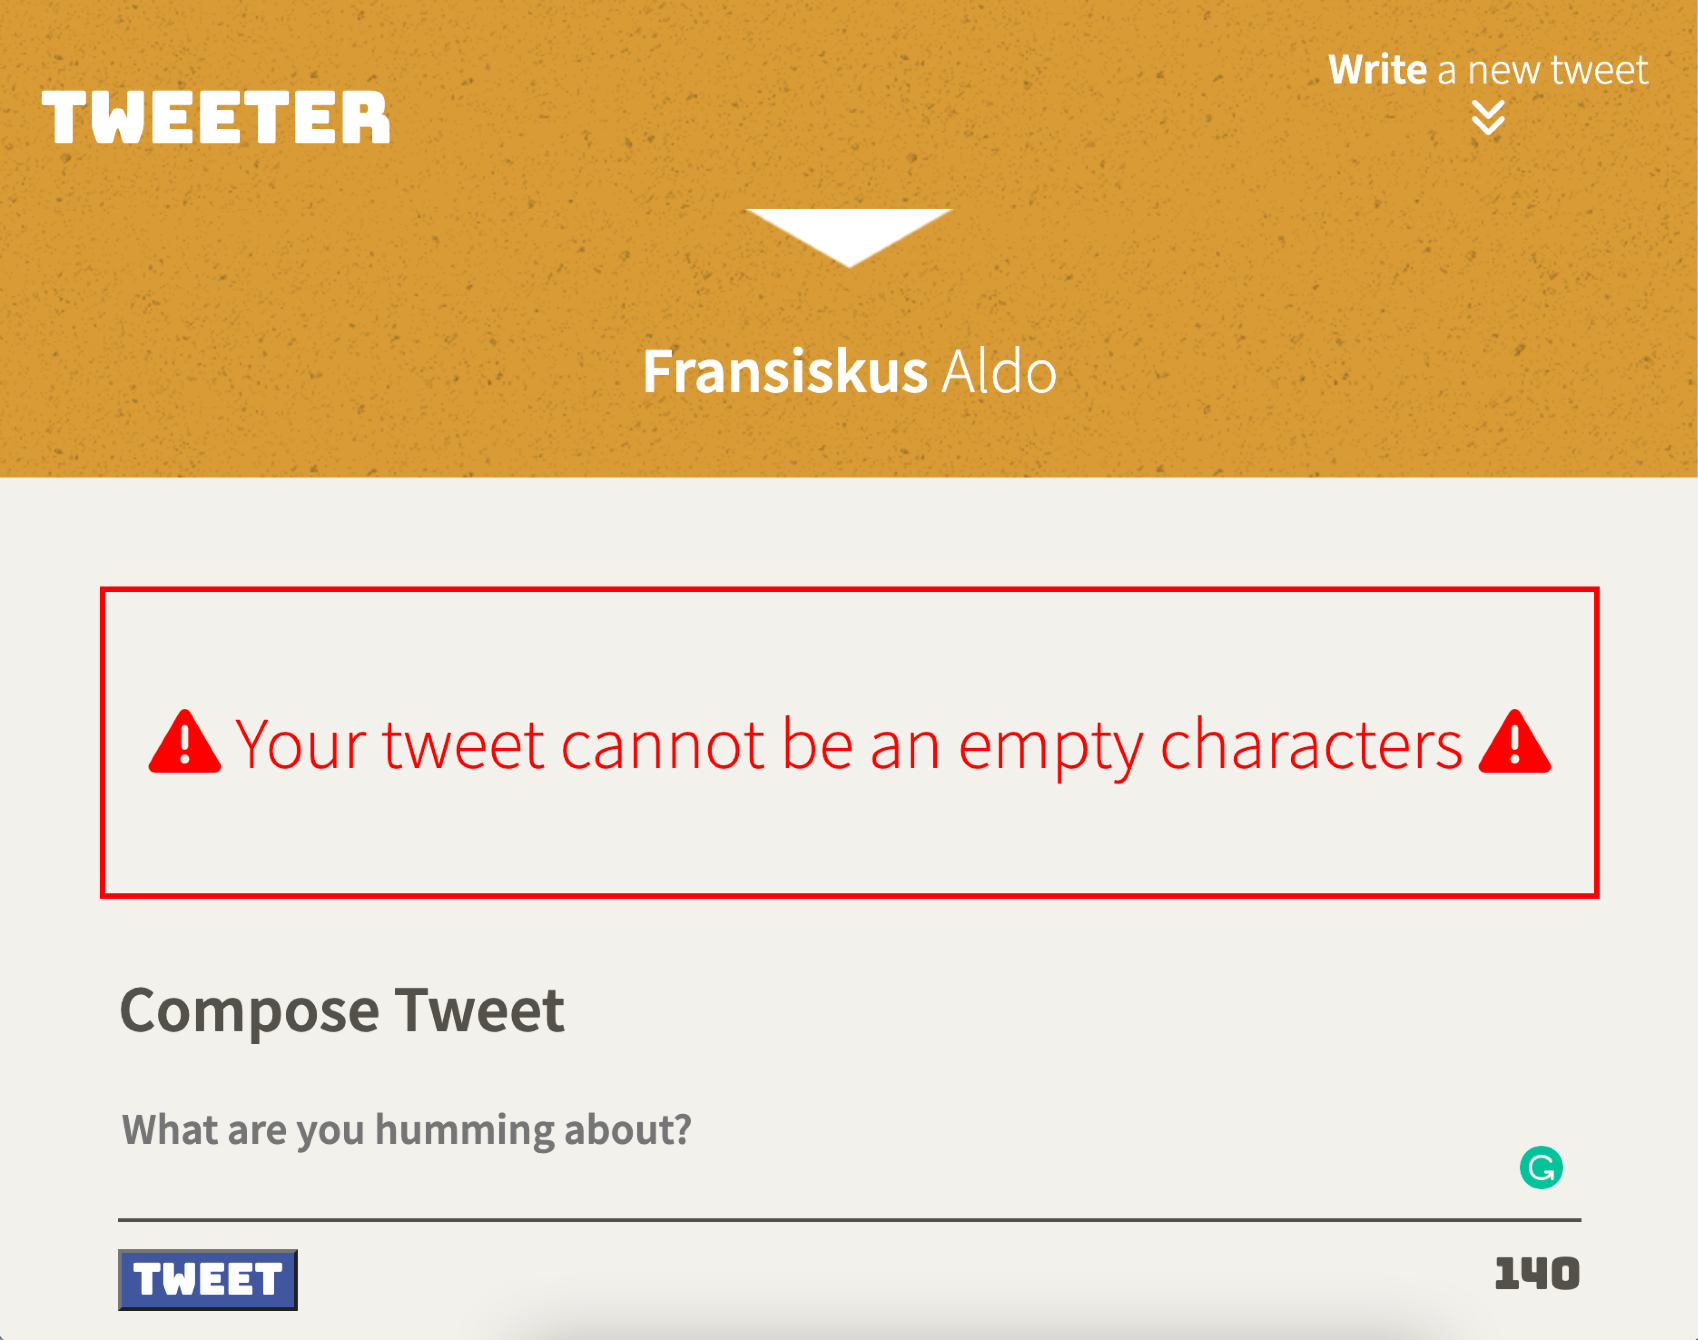 TWEETER
Write a new tweet
Fransiskus Aldo
Your tweet cannot be an empty characters
Compose Tweet
What are you humming about?
TWEET
140